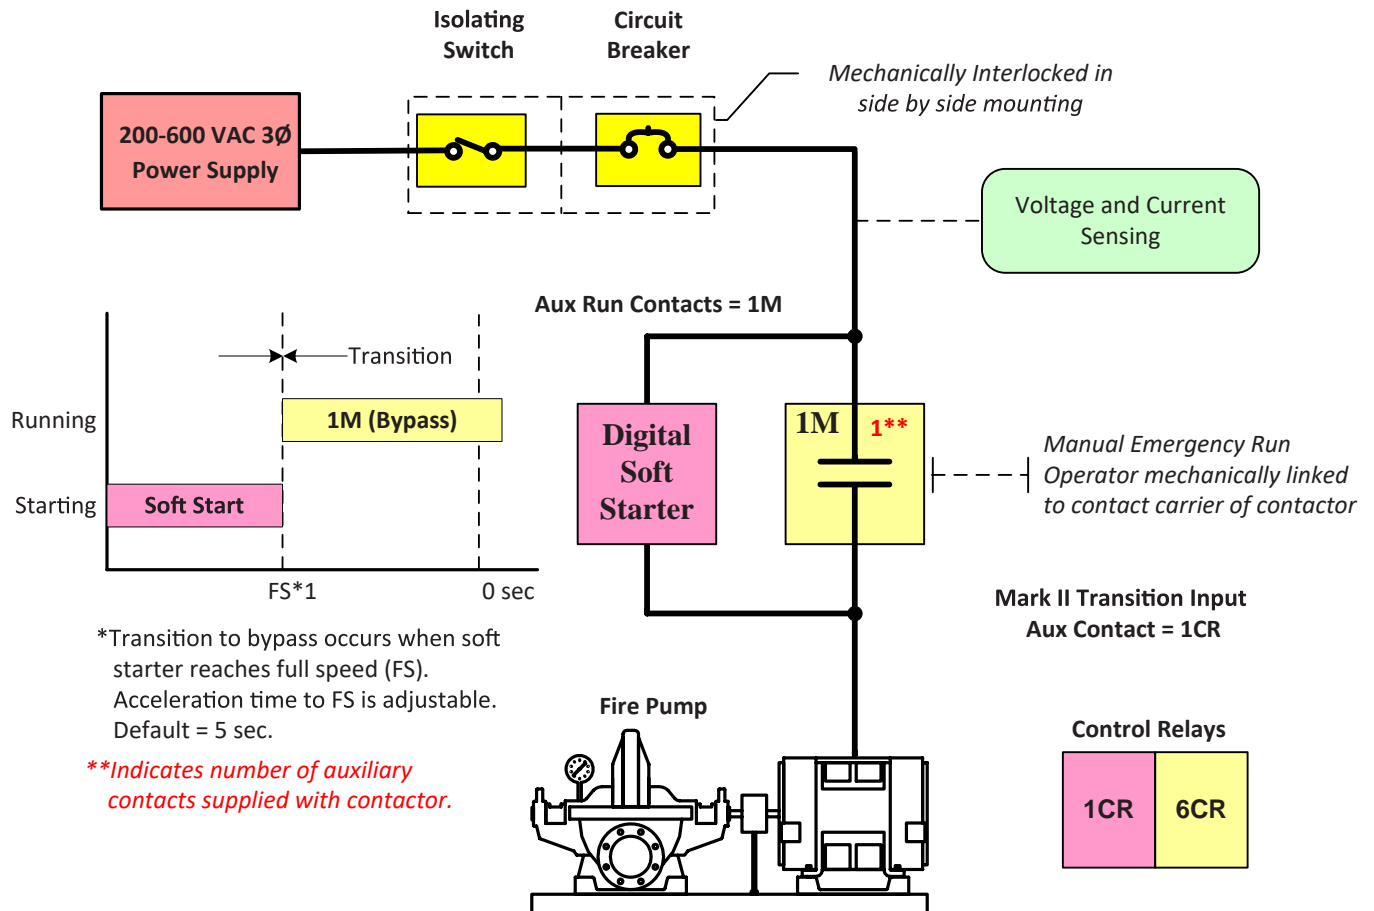 Isolating
Switch
Circuit
Breaker
Mechanically Interlocked in
side by side mounting
200-600 VAC 3Ø
Power Supply
Voltage and Current
Sensing
Aux Run Contacts = 1M
Transition
Running
1M (Bypass)
Starting
Soft Start
FS*1
0 sec
Digital
Soft
Starter
1M
1**
Manual Emergency Run
Operator mechanically linked
to contact carrier of contactor
Mark II Transition Input
Aux Contact = 1CR
*Transition to bypass occurs when soft
starter reaches full speed (FS).
Acceleration time to FS is adjustable.
Default = 5 sec.
**Indicates number of auxiliary
contacts supplied with contactor.
Fire Pump
Control Relays
1CR
6CR